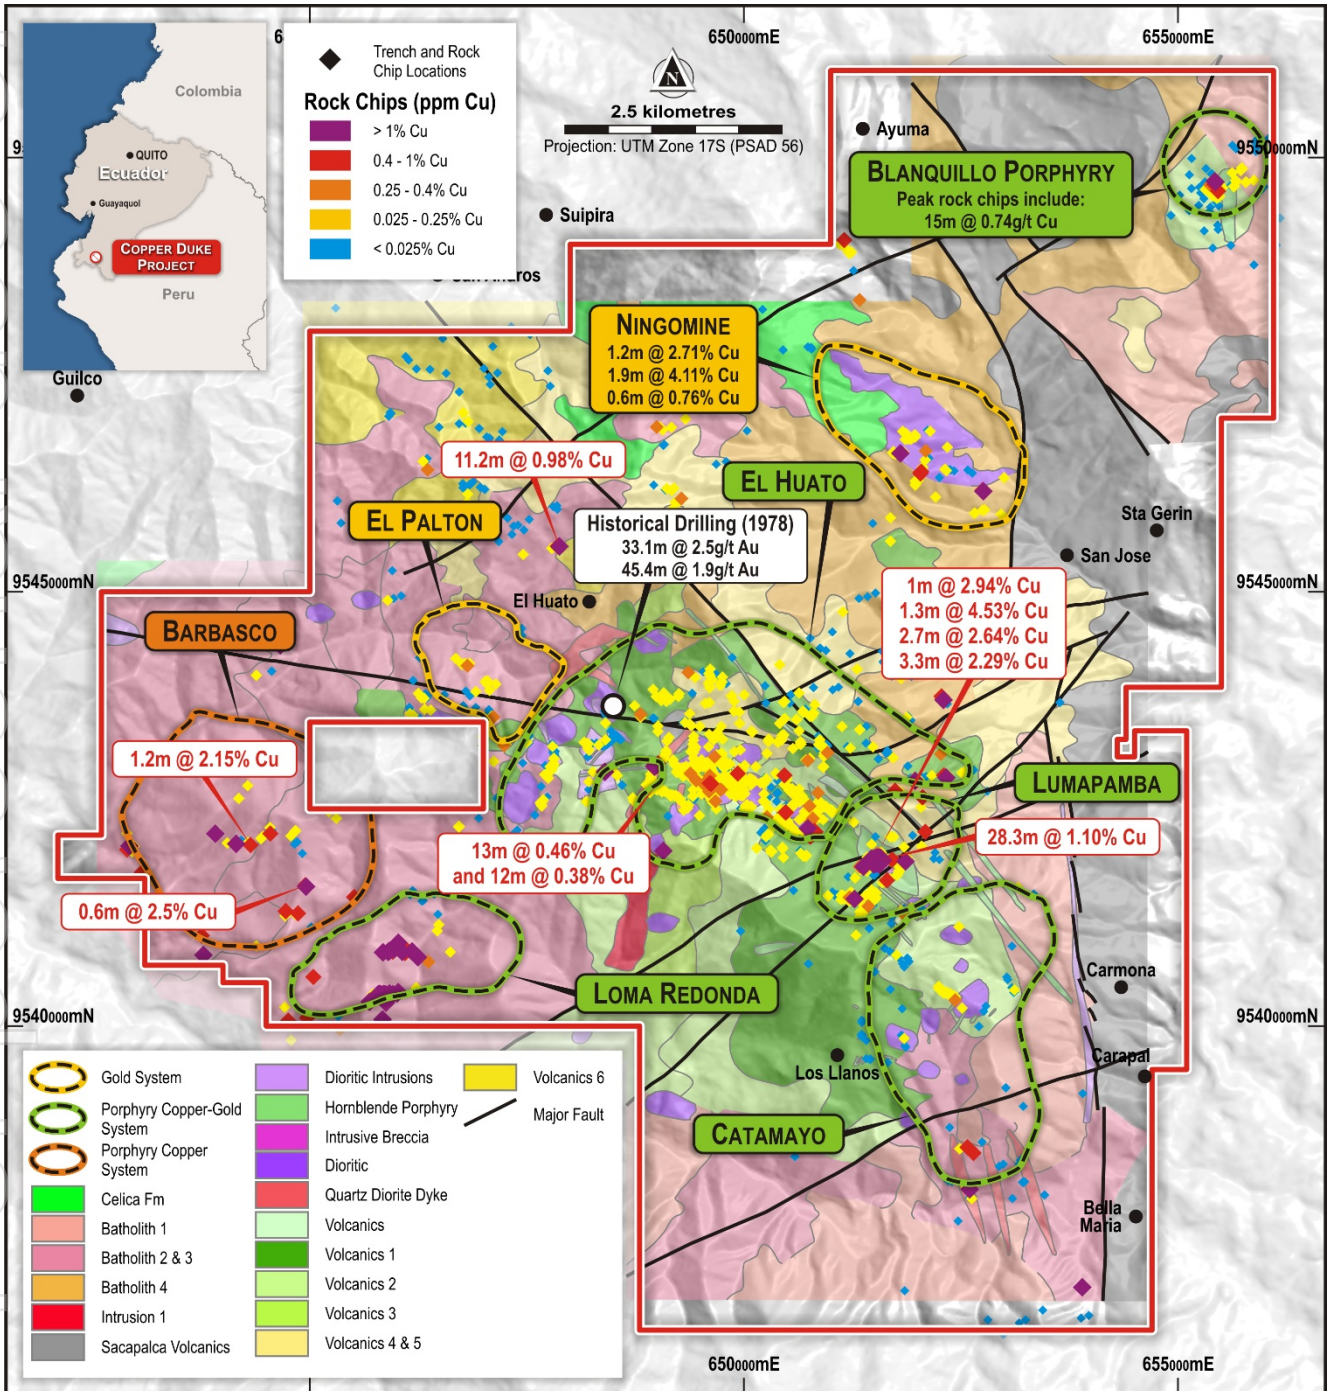 Colombia
QUITO
Ecuador
Guayaquol
COPPER DUKE
PROJECT
Peru
Trench and Rock
Chip Locations
Rock Chips (ppm Cu)
> 1% Cu
0.4 - 1% Cu
0.25 - 0.4% Cu
0.025 - 0.25% Cu
< 0.025% Cu
650000mE
655000mE
N
2.5 kilometres
Projection: UTM Zone 17S (PSAD 56)
Ayuma
Suipira
9550000mN
BLANQUILLO PORPHYRY
Peak rock chips include:
15m @ 0.74g/t Cu
NINGOMINE
1.2m @ 2.71% Cu
1.9m @ 4.11% Cu
0.6m @ 0.76% Cu
Guilco
11.2m @ 0.98% Cu
EL HUATO
EL PALTON
Historical Drilling (1978)
33.1m @ 2.5g/t Au
45.4m @ 1.9g/t Au
Sta Gerin
San Jose
9545000mN
9545000mN
El Huato
1m @ 2.94% Cu
1.3m @ 4.53% Cu
2.7m @ 2.64% Cu
3.3m @ 2.29% Cu
BARBASCO
1.2m @ 2.15% Cu
LUMAPAMBA
28.3m @ 1.10% Cu
13m @ 0.46% Cu
and 12m @ 0.38% Cu
0.6m @ 2.5% Cu
LOMA REDONDA
Carmona
9540000mN
9540000mN
Los Llanos
Carapal
CATAMAYO
Bella
Maria
Gold System
Porphyry Copper-Gold
System
Porphyry Copper
System
Celica Fm
Batholith 1
Batholith 2 & 3
Batholith 4
Intrusion 1
Sacapalca Volcanics
Dioritic Intrusions
Hornblende Porphyry
Intrusive Breccia
Dioritic
Quartz Diorite Dyke
Volcanics
Volcanics 1
Volcanics 2
Volcanics 3
Volcanics 4 & 5
Volcanics 6
Major Fault
650000mE
655000mE